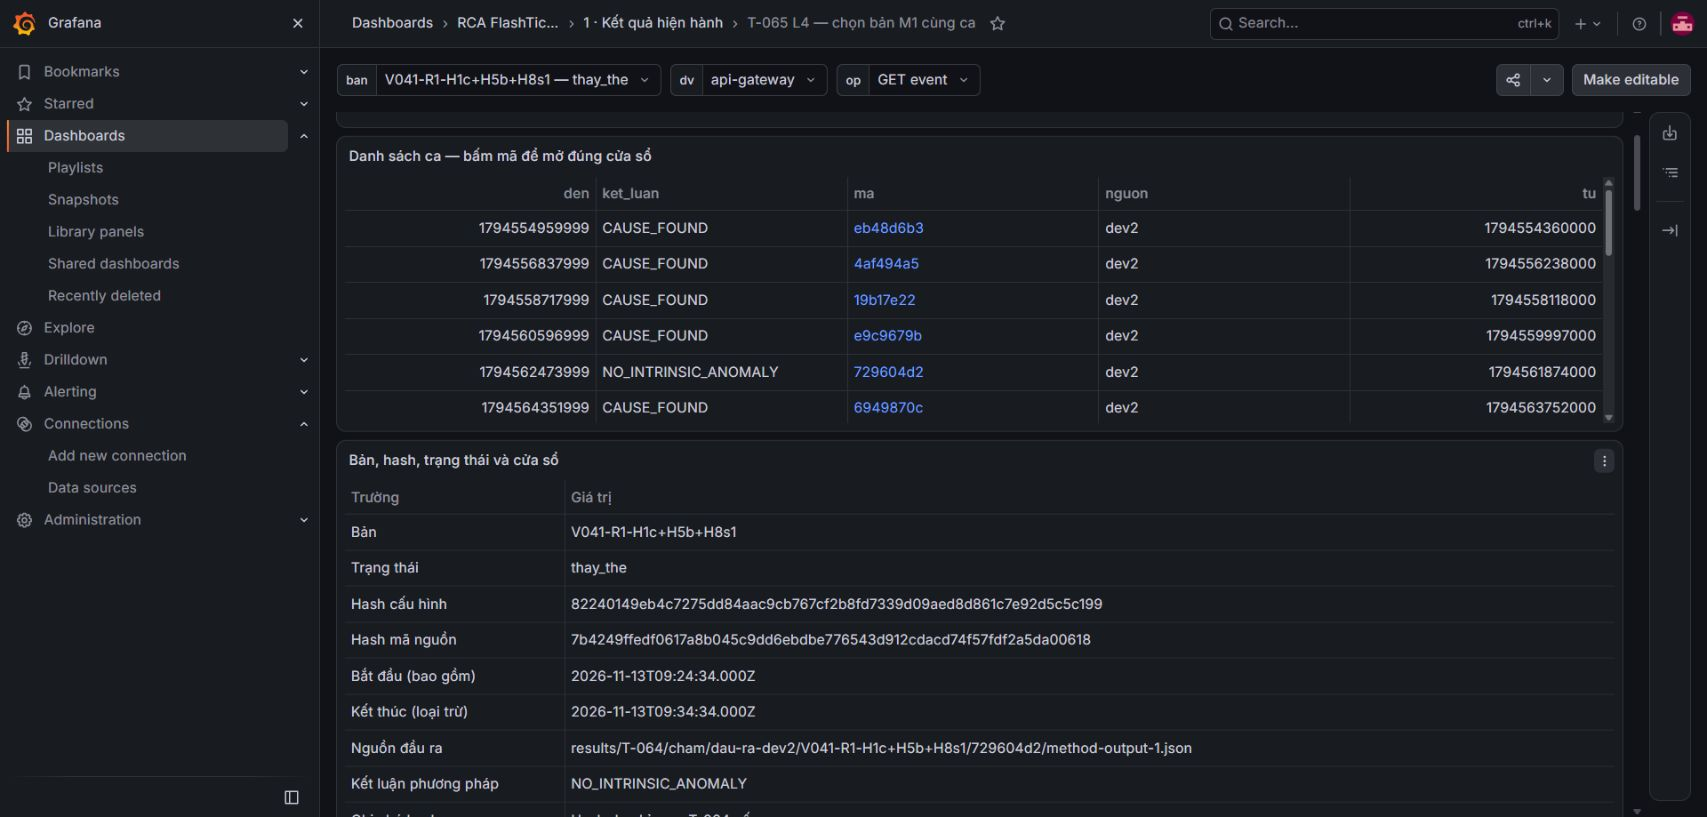 Grafana
Dashboards › RCA FlashTic... › 1 · Kết quả hiện hành › T-065 L4 — chọn bản M1 cùng ca
Search... ctrl+k
Bookmarks
Starred
Dashboards
Playlists
Snapshots
Library panels
Shared dashboards
Recently deleted
Explore
Drilldown
Alerting
Connections
Add new connection
Data sources
Administration
ban V041-R1-H1c+H5b+H8s1 — thay_the dv api-gateway op GET event
Make editable
Danh sách ca — bấm mã để mở đúng cửa sổ
den ket_luan ma nguon tu
1794554959999 CAUSE_FOUND eb48d6b3 dev2 1794554360000
1794556837999 CAUSE_FOUND 4af494a5 dev2 1794556238000
1794558717999 CAUSE_FOUND 19b17e22 dev2 1794558118000
1794560596999 CAUSE_FOUND e9c9679b dev2 1794559997000
1794562473999 NO_INTRINSIC_ANOMALY 729604d2 dev2 1794561874000
1794564351999 CAUSE_FOUND 6949870c dev2 1794563752000
Bản, hash, trạng thái và cửa sổ
Trường Giá trị
Bản V041-R1-H1c+H5b+H8s1
Trạng thái thay_the
Hash cấu hình 82240149eb4c7275dd84aac9cb767cf2b8fd7339d09aed8d861c7e92d5c5c199
Hash mã nguồn 7b4249ffedf0617a8b045c9dd6ebdbe776543d912cdacd74f57fdf2a5da00618
Bắt đầu (bao gồm) 2026-11-13T09:24:34.000Z
Kết thúc (loại trừ) 2026-11-13T09:34:34.000Z
Nguồn đầu ra results/T-064/cham/dau-ra-dev2/V041-R1-H1c+H5b+H8s1/729604d2/method-output-1.json
Kết luận phương pháp NO_INTRINSIC_ANOMALY